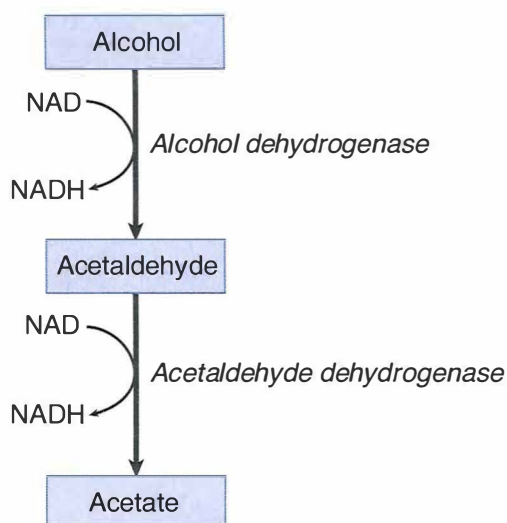 Alcohol
NAD
Alcohol dehydrogenase
NADH
Acetaldehyde
NAD
Acetaldehyde dehydrogenase
NADH
Acetate